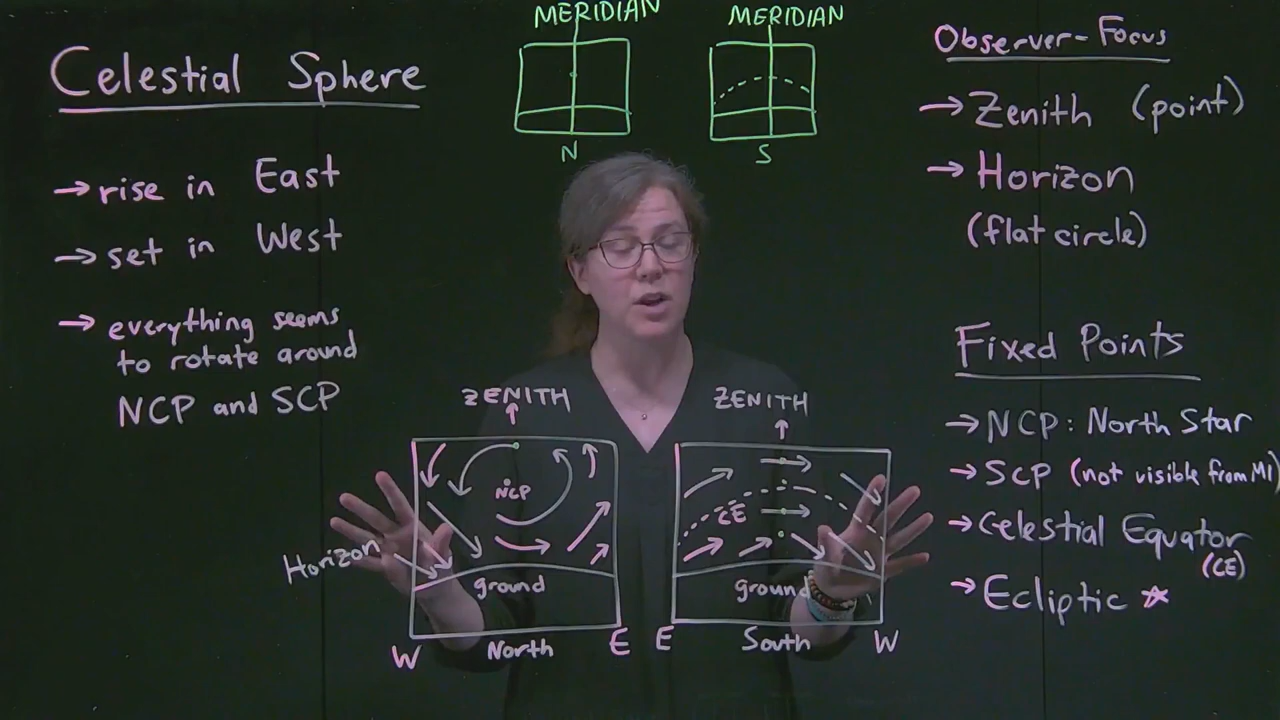 Celestial Sphere
→ rise in East
→ set in West
→ everything seems
to rotate around
NCP and SCP
MERIDIAN
N
MERIDIAN
S
Observer-Focus
→ Zenith (point)
→ Horizon
(flat circle)
Fixed Points
→ NCP: North Star
→ SCP (not visible from MI)
→ Celestial Equator
(CE)
→ Ecliptic ☆
ZENITH
NCP
Horizon
ground
W North E
ZENITH
CE
ground
E South W